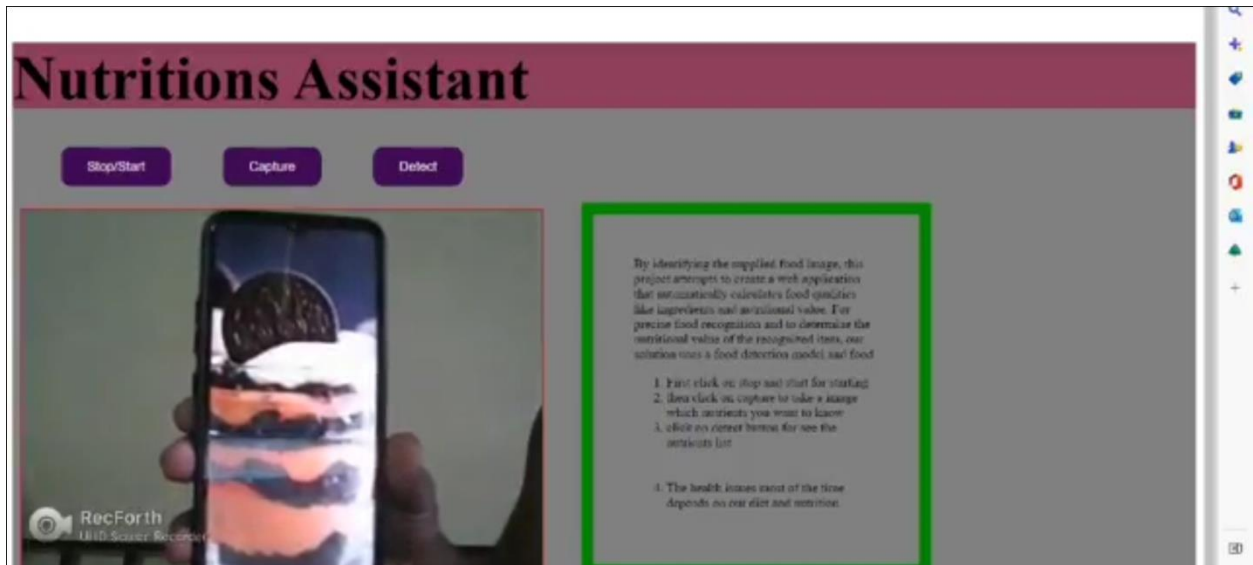 Nutritions Assistant
Stop/Start
Capture
Detect
By identifying the supplied food image, this
project attempts to create a web application
that automatically calculates food qualities
like ingredients and nutritional value. For
precise food recognition and to determine the
nutritional value of the recognized item, our
solution uses a food detection model and food
1. First click on stop and start for starting
2. then click on capture to take a image
which nutrients you want to know
3. click on detect button for see the
nutrients list
4. The health issues most of the time
depends on our diet and nutrition
RecForth
UHD Screen Recorder